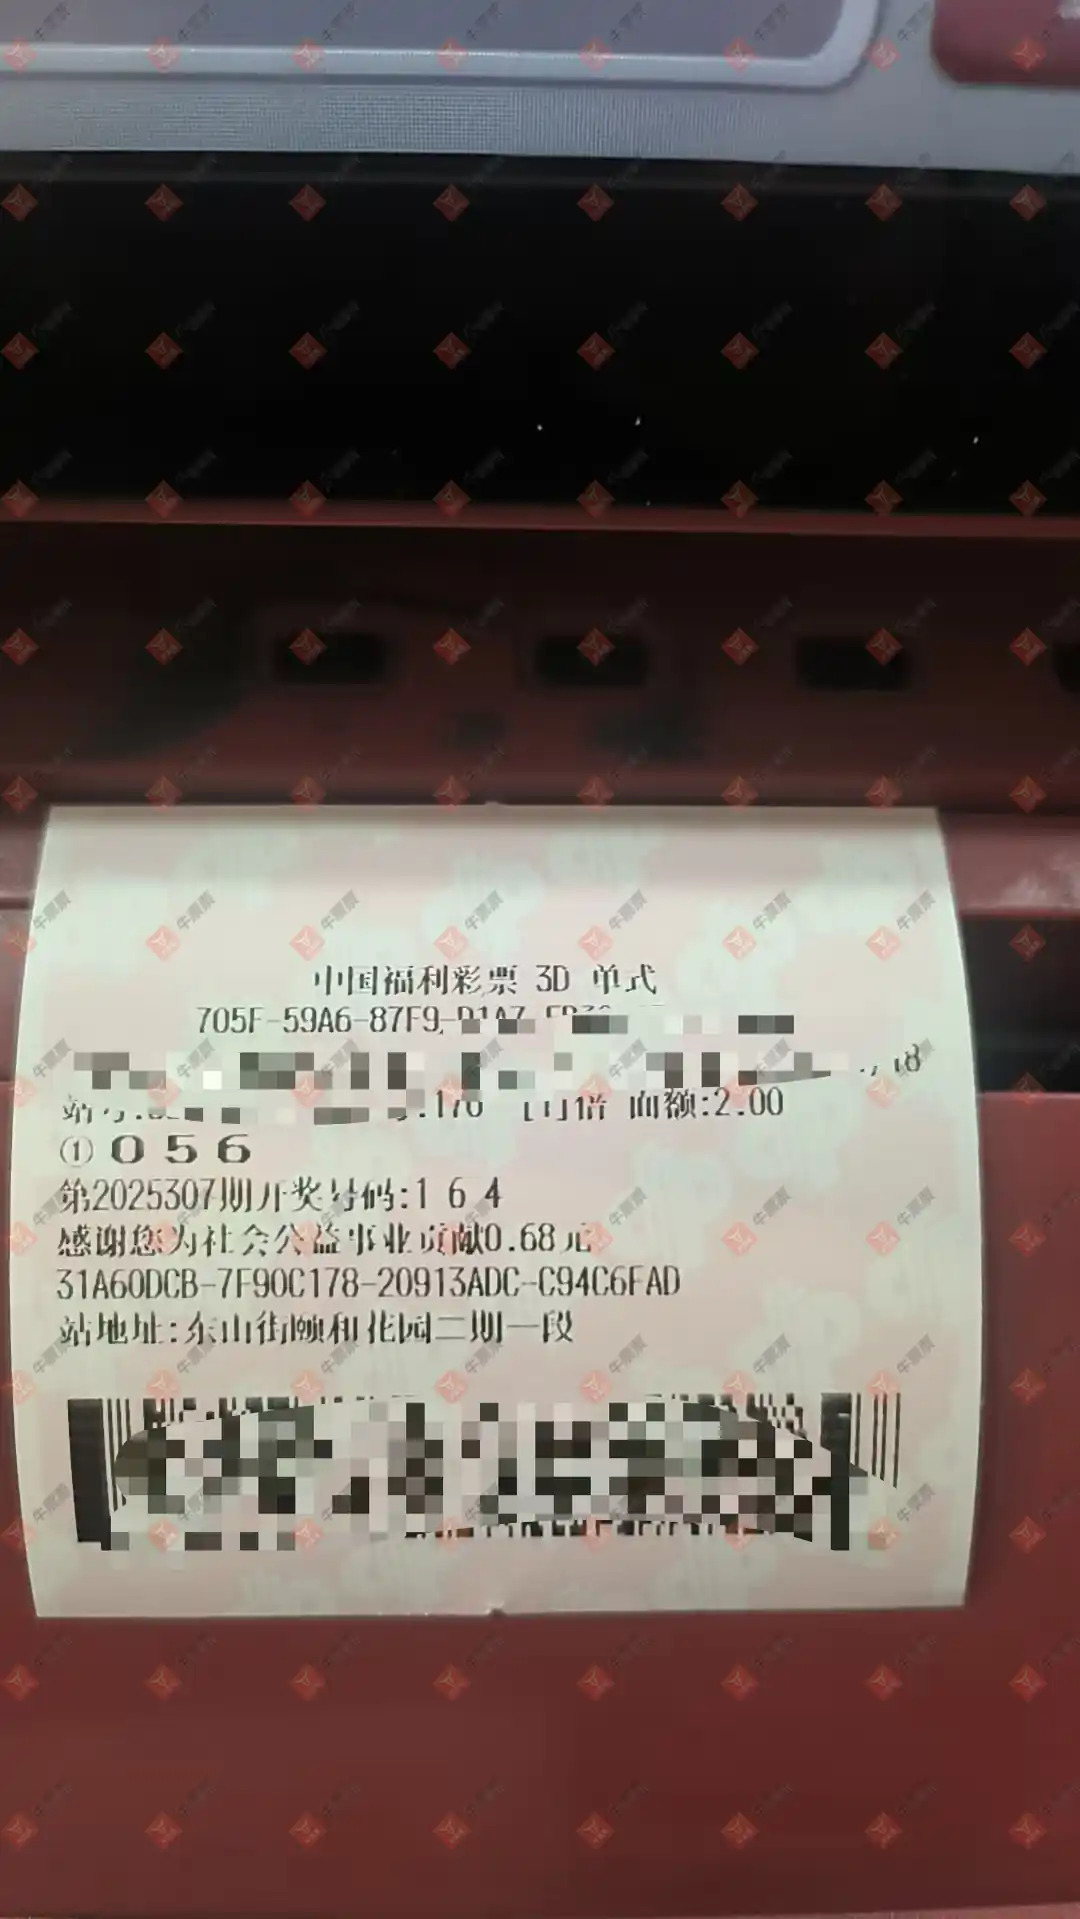 中国福利彩票 3D 单式
705F-59A6-87F9-
面额:2.00
① 0 5 6
第2025307期开奖号码:1 6 4
感谢您为社会公益事业贡献0.68元
31A60DCB-7F90C178-20913ADC-C94C6FAD
站地址:东山街颐和花园二期一段
牛票票